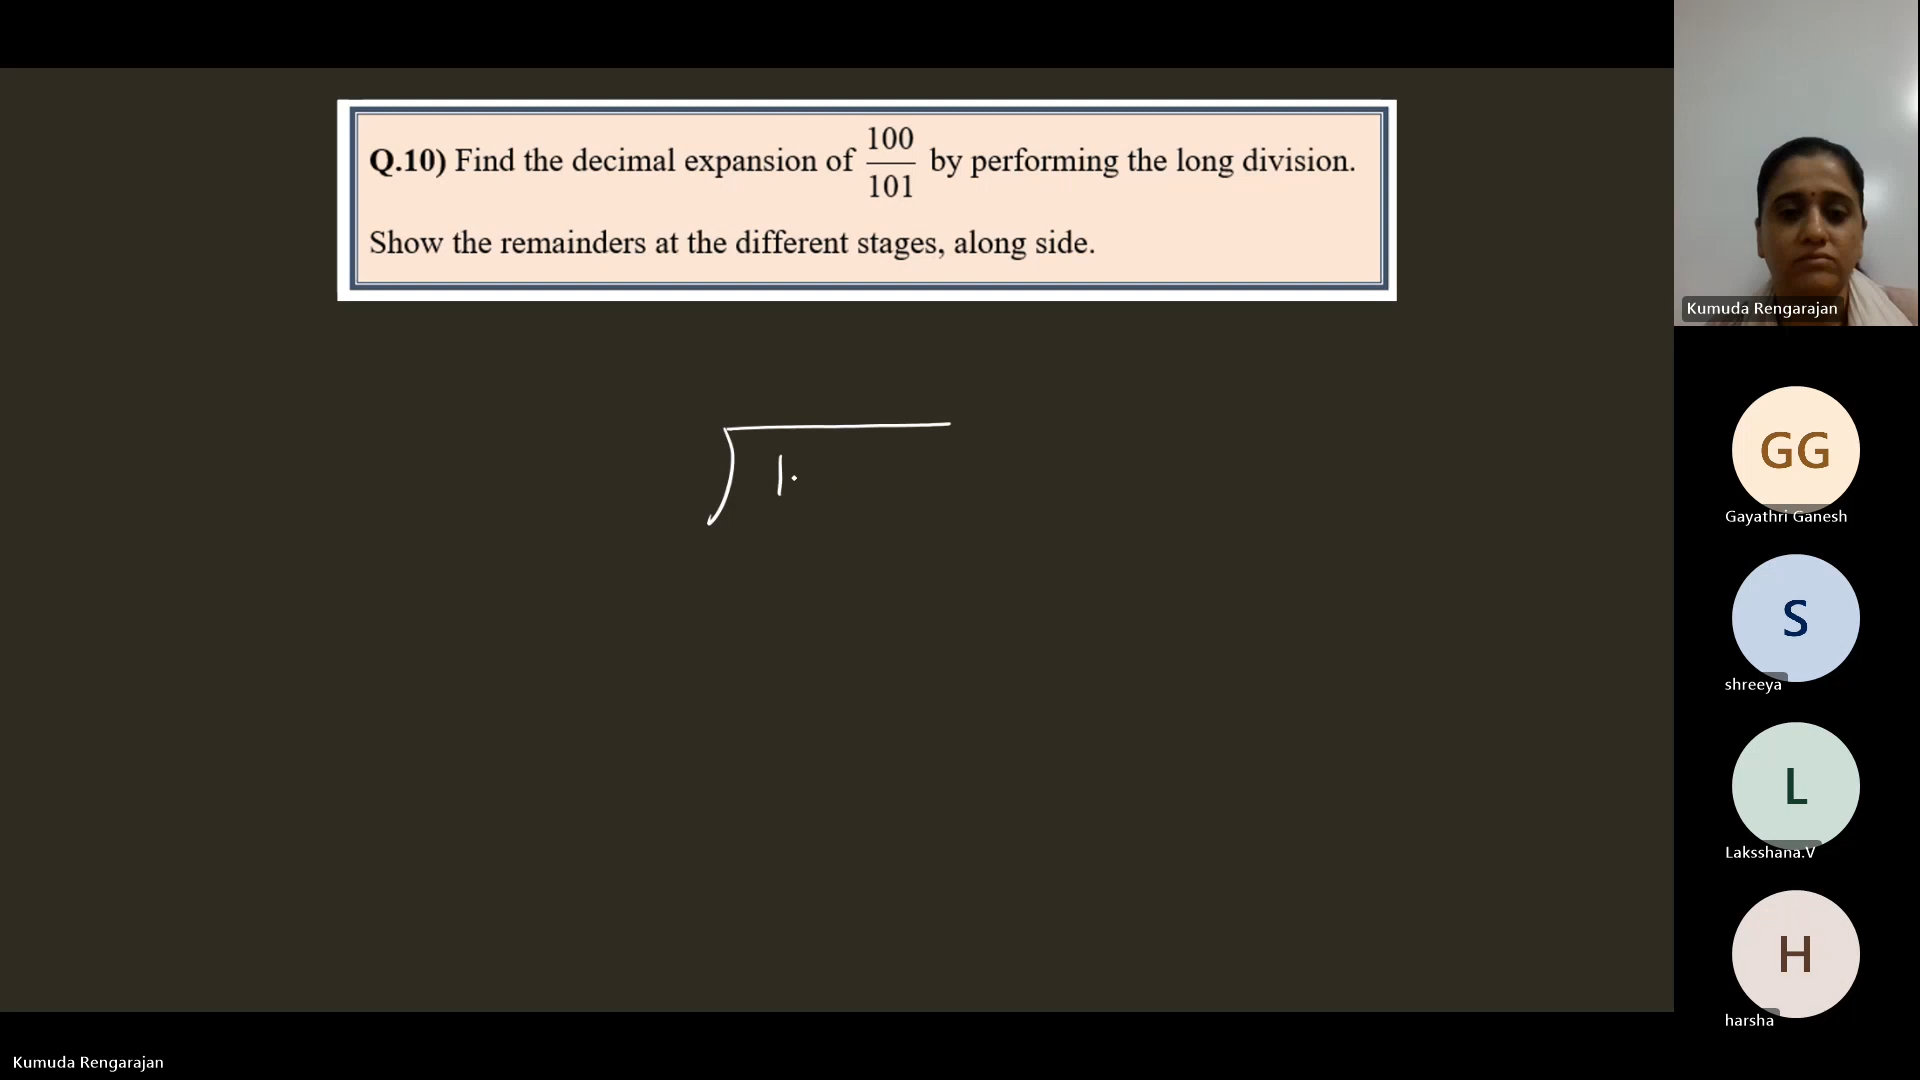 Q.10) Find the decimal expansion of 100/101 by performing the long division.
Show the remainders at the different stages, along side.
1.
Kumuda Rengarajan
GG
Gayathri Ganesh
S
shreeya
L
Laksshana.V
H
harsha
Kumuda Rengarajan